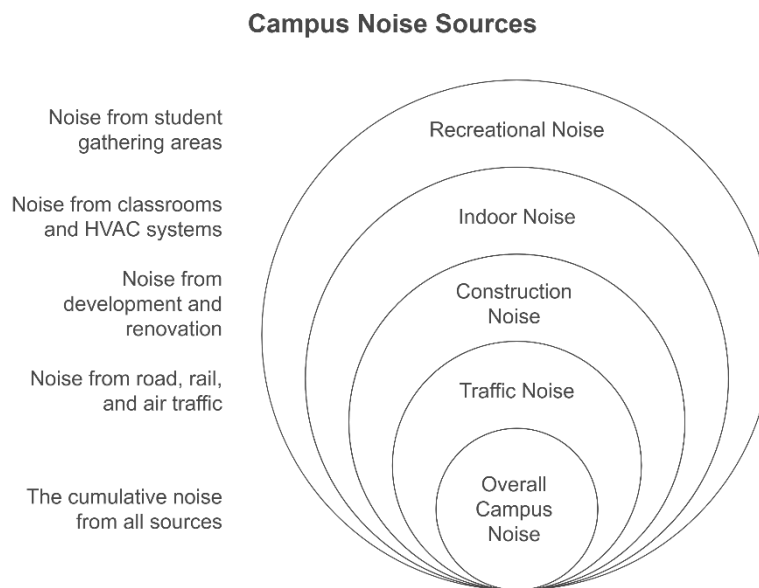 Campus Noise Sources
Noise from student
gathering areas
Recreational Noise
Noise from classrooms
and HVAC systems
Indoor Noise
Noise from
development and
renovation
Construction
Noise
Noise from road, rail,
and air traffic
Traffic Noise
The cumulative noise
from all sources
Overall
Campus
Noise